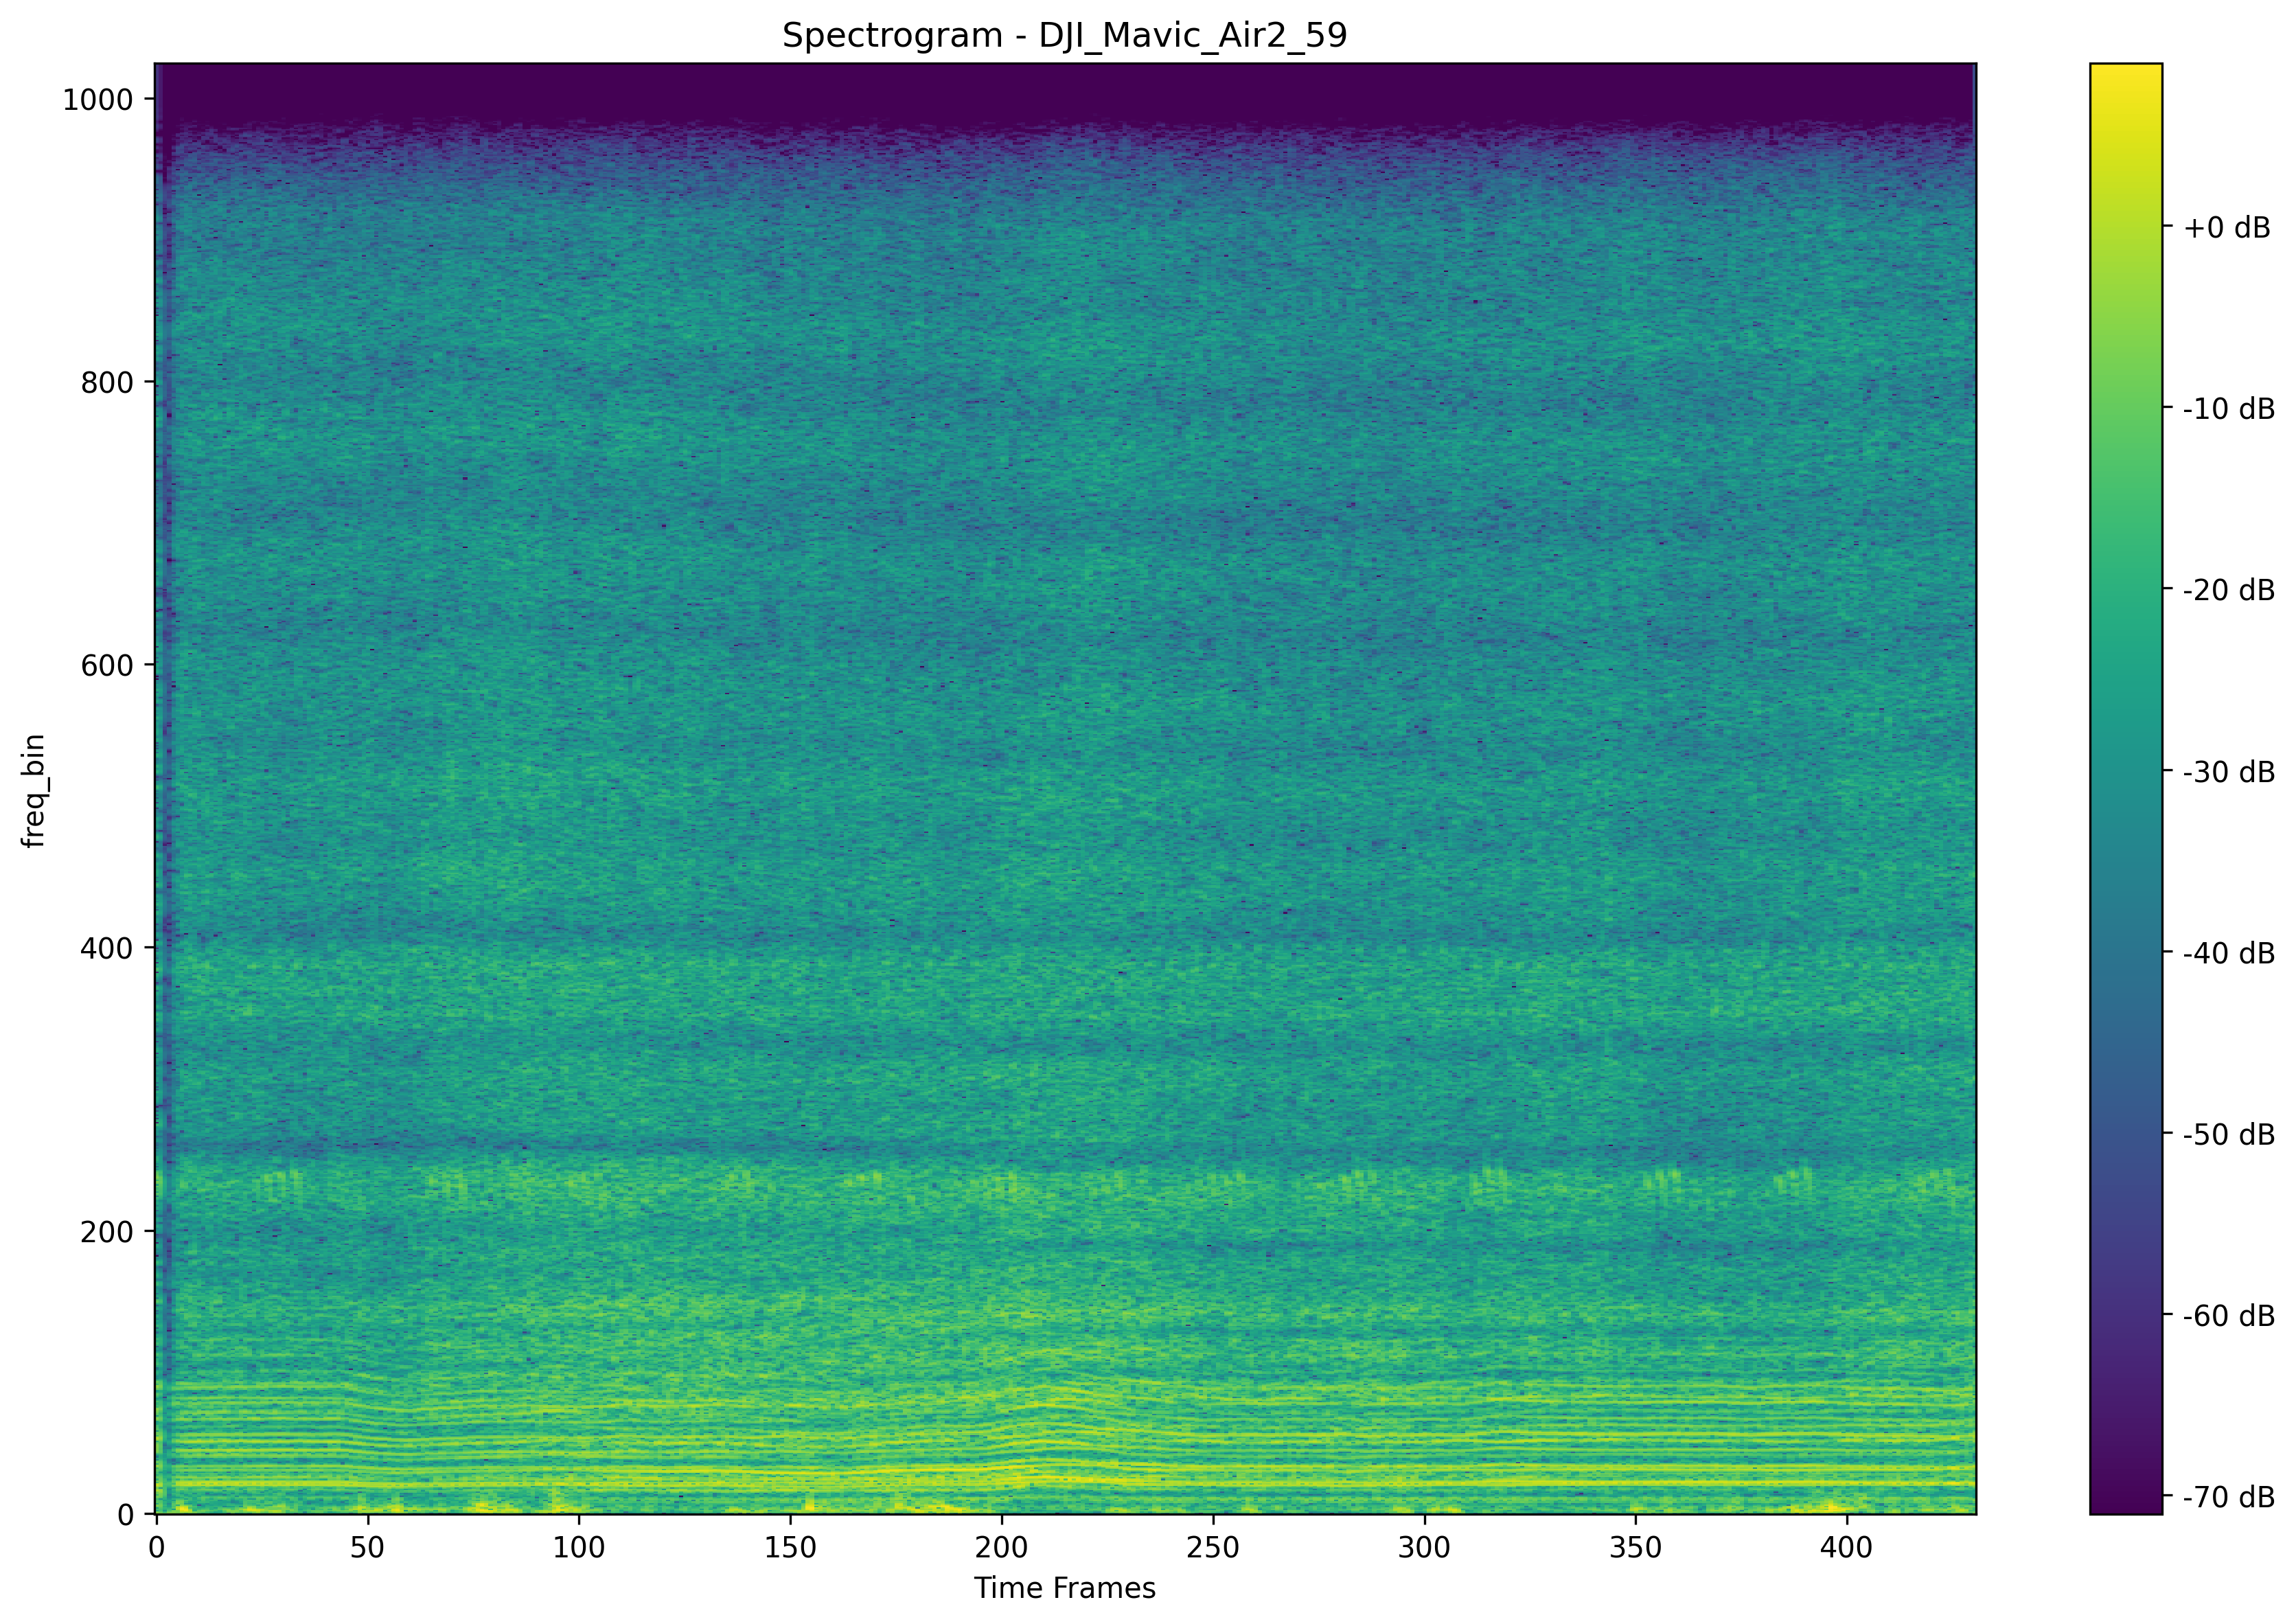 Spectrogram - DJI_Mavic_Air2_59
1000
800
600
400
200
0
freq_bin
0 50 100 150 200 250 300 350 400
Time Frames
+0 dB
-10 dB
-20 dB
-30 dB
-40 dB
-50 dB
-60 dB
-70 dB